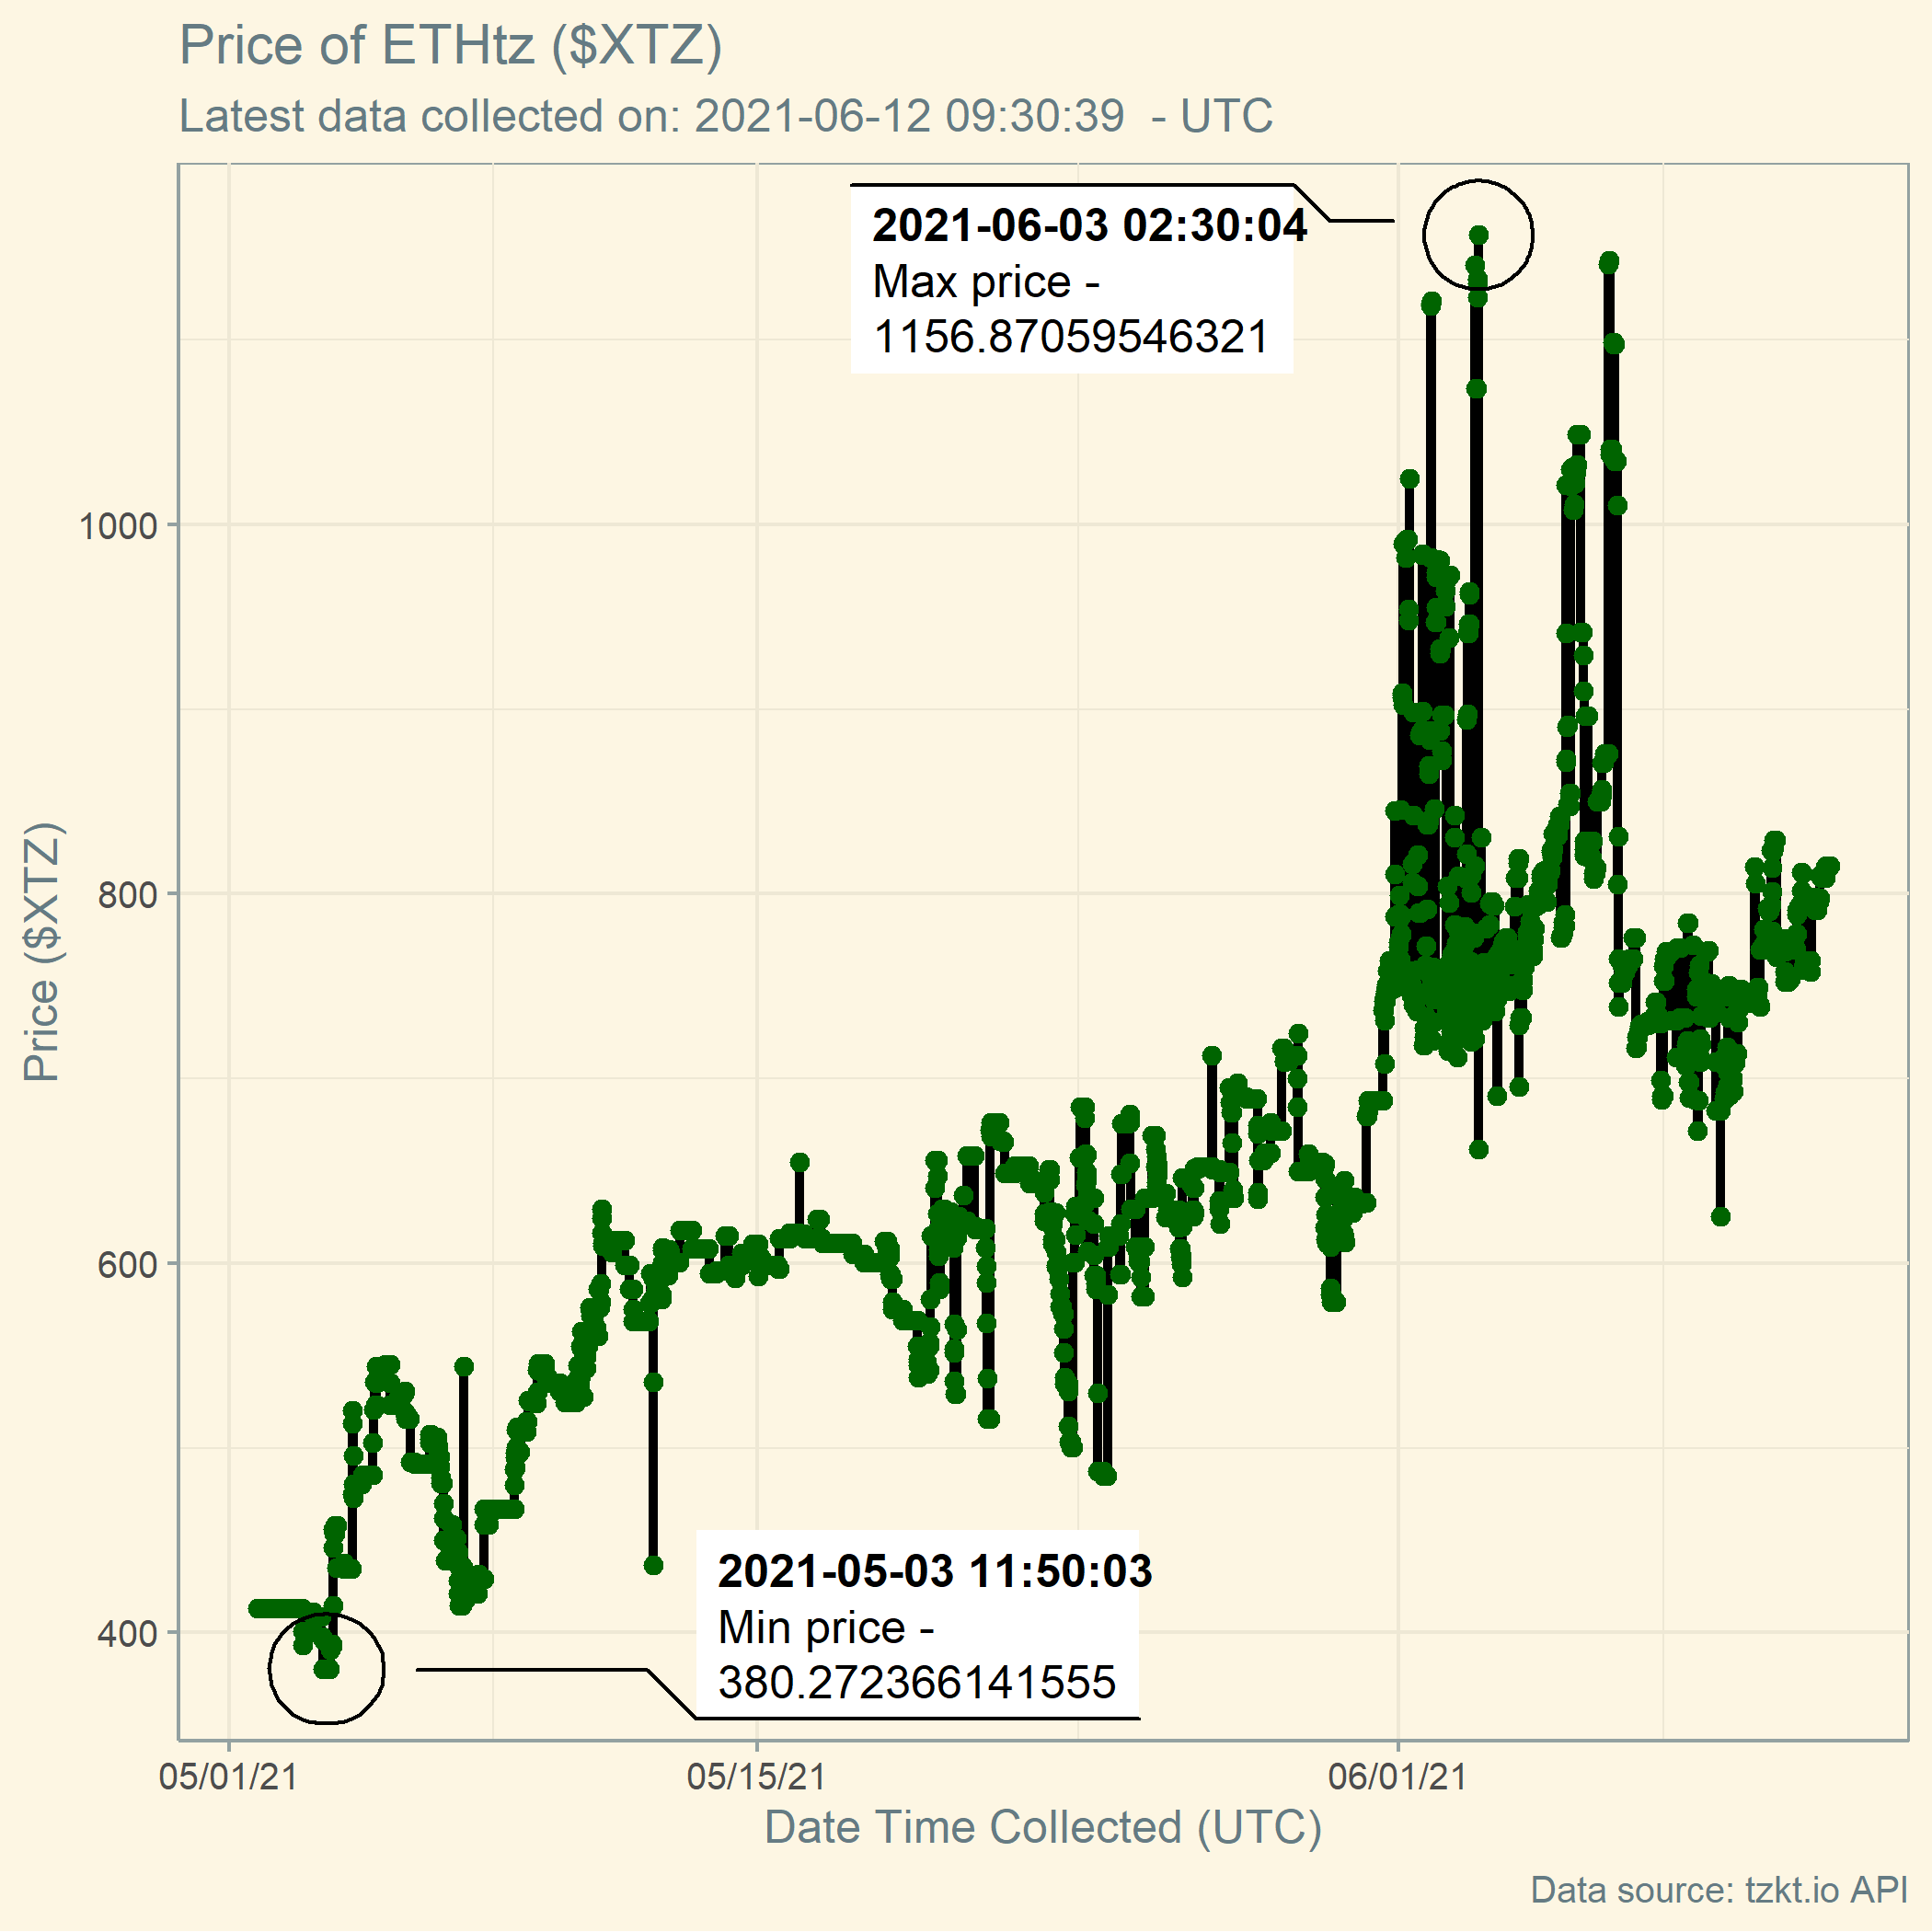 Price of ETHtz ($XTZ)
Latest data collected on: 2021-06-12 09:30:39  - UTC
2021-06-03 02:30:04
Max price -
1156.87059546321
1000
800
600
400
Price ($XTZ)
2021-05-03 11:50:03
Min price -
380.272366141555
05/01/21
05/15/21
06/01/21
Date Time Collected (UTC)
Data source: tzkt.io API